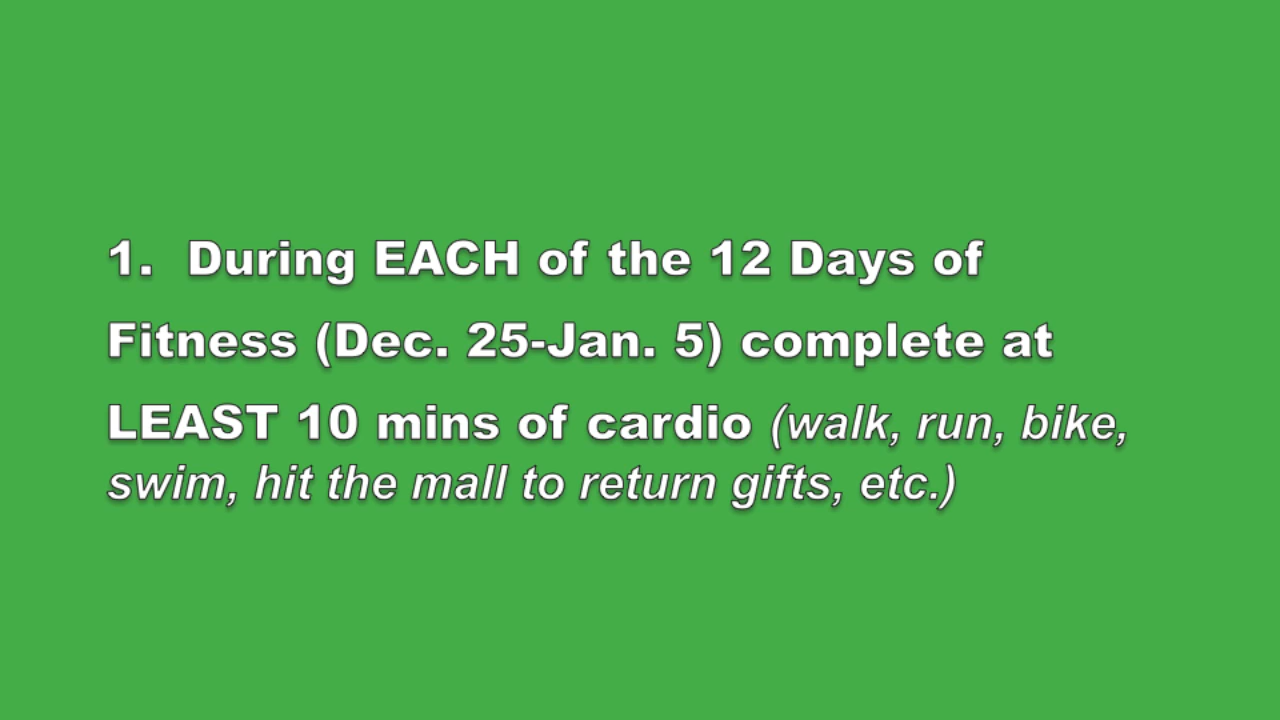 1.  During EACH of the 12 Days of
Fitness (Dec. 25-Jan. 5) complete at
LEAST 10 mins of cardio (walk, run, bike,
swim, hit the mall to return gifts, etc.)